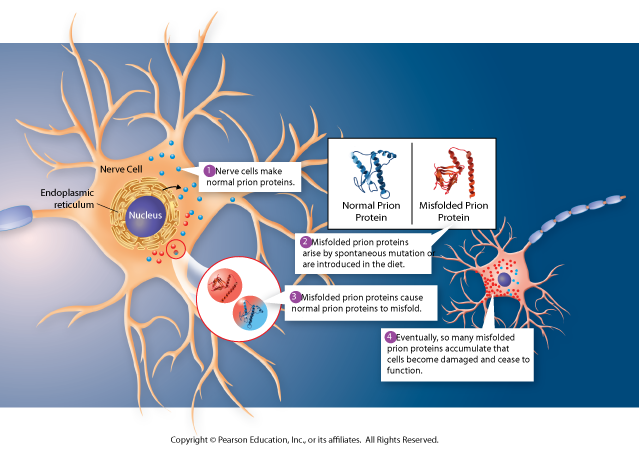 Nerve Cell
1 Nerve cells make
normal prion proteins.
Endoplasmic
reticulum
Nucleus
Normal Prion
Protein
Misfolded Prion
Protein
2 Misfolded prion proteins
arise by spontaneous mutation or
are introduced in the diet.
3 Misfolded prion proteins cause
normal prion proteins to misfold.
4 Eventually, so many misfolded
prion proteins accumulate that
cells become damaged and cease to
function.
Copyright © Pearson Education, Inc., or its affiliates. All Rights Reserved.